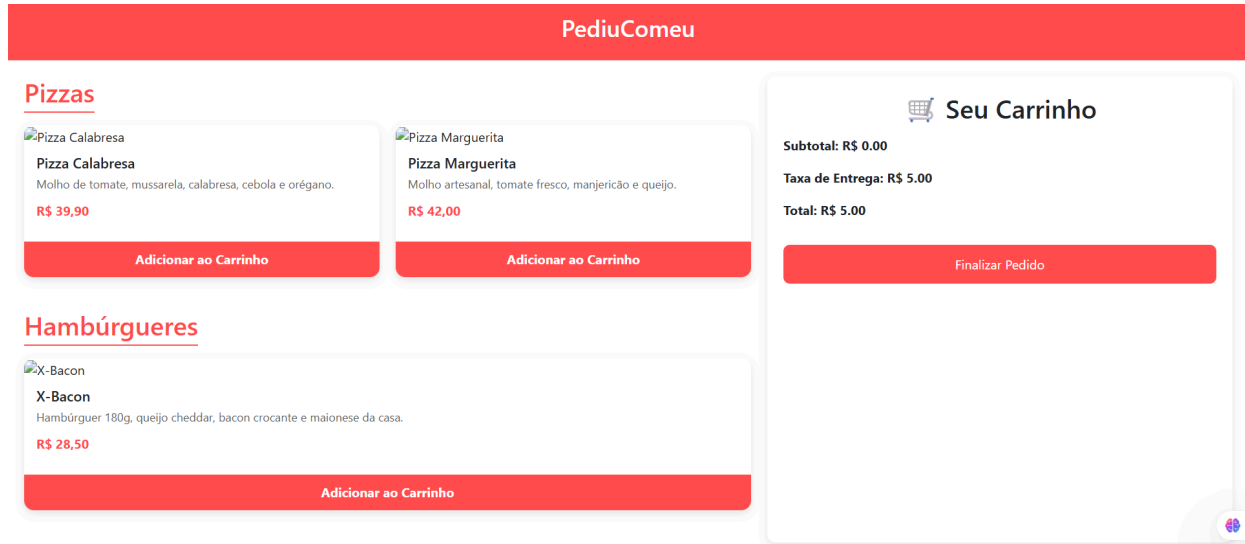 PediuComeu
Pizzas
Pizza Calabresa
Pizza Calabresa
Molho de tomate, mussarela, calabresa, cebola e orégano.
R$ 39,90
Adicionar ao Carrinho
Pizza Marguerita
Pizza Marguerita
Molho artesanal, tomate fresco, manjericão e queijo.
R$ 42,00
Adicionar ao Carrinho
Hambúrgueres
X-Bacon
X-Bacon
Hambúrguer 180g, queijo cheddar, bacon crocante e maionese da casa.
R$ 28,50
Adicionar ao Carrinho
Seu Carrinho
Subtotal: R$ 0.00
Taxa de Entrega: R$ 5.00
Total: R$ 5.00
Finalizar Pedido